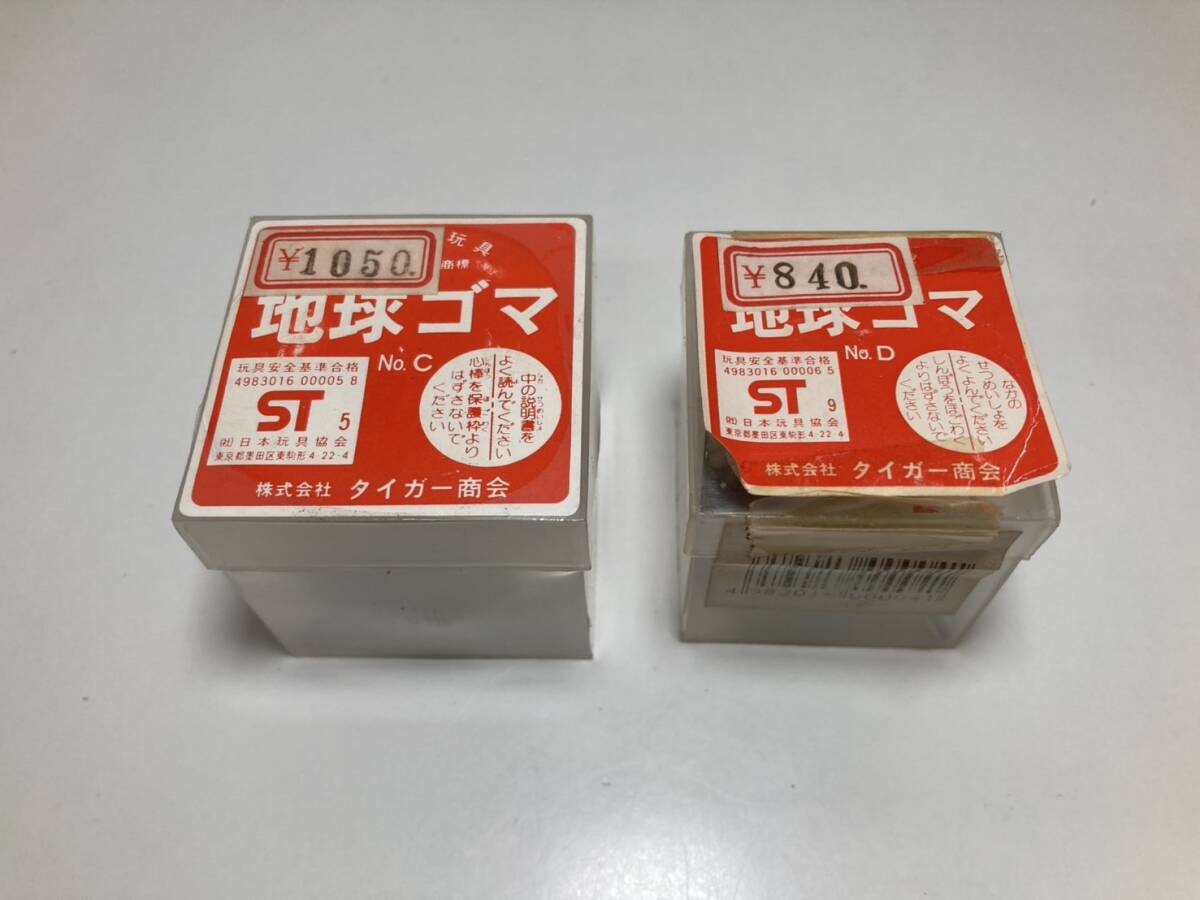 玩具
商標
¥1050.
地球ゴマ
No. C
玩具安全基準合格
4983016 00005 8
ST 5
(社)日本玩具協会
東京都墨田区東駒形4-22-4
中の説明書を
よく読んでください
心棒を保護枠より
はずさないで
ください
株式会社 タイガー商会
¥840.
地球ゴマ
No. D
玩具安全基準合格
4983016 00006 5
ST 9
(社)日本玩具協会
東京都墨田区東駒形4-22-4
なかの
せつめいしょを
よくよんでください
しんぼうをほごわく
よりはずさないで
ください
株式会社 タイガー商会